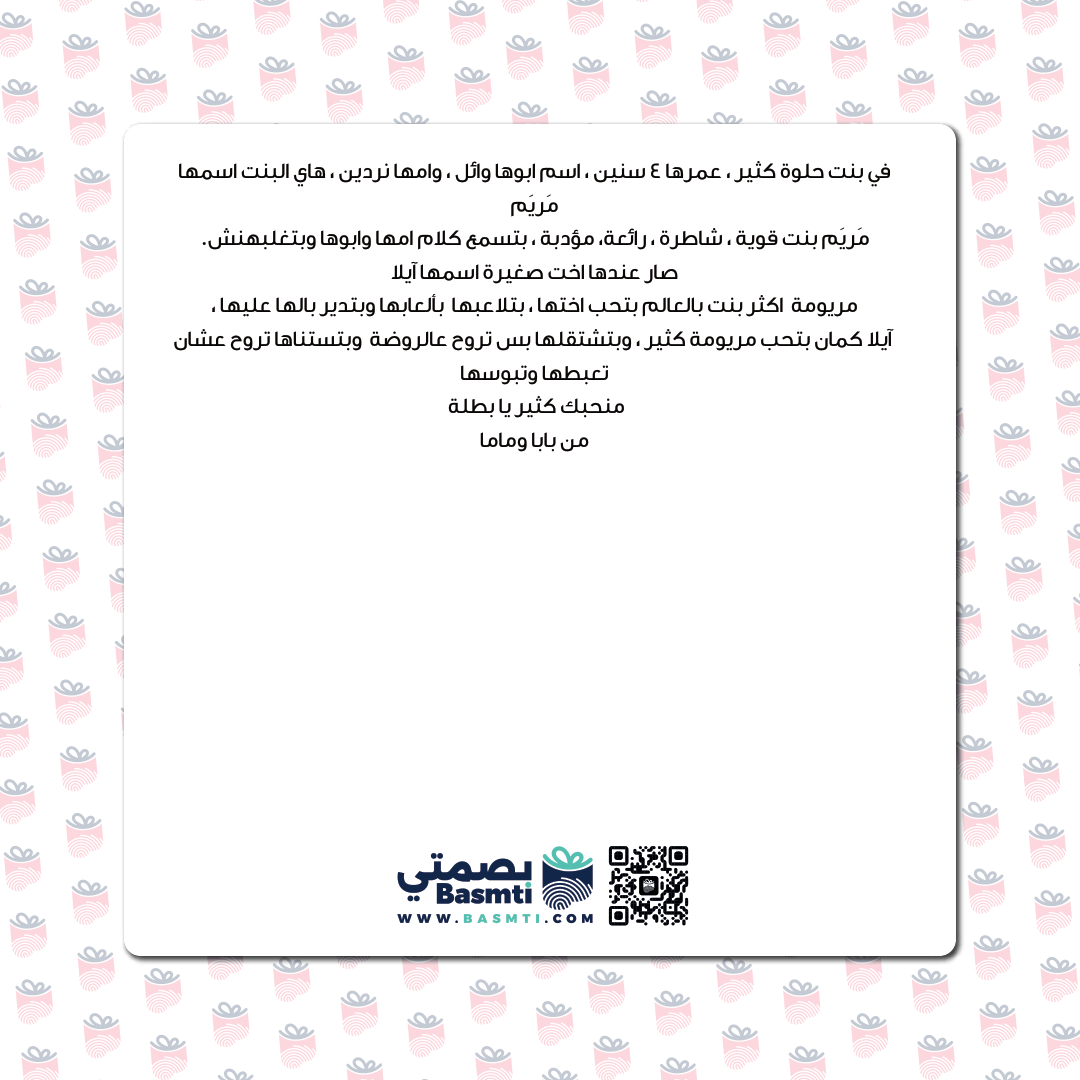 في بنت حلوة كثير ، عمرها ٤ سنين ، اسم ابوها وائل ، وامها نردين ، هاي البنت اسمها
مَريَم
مَريَم بنت قوية ، شاطرة ، رائعة، مؤدبة ، بتسمع كلام امها وابوها وبتغلبهنش.
صار عندها اخت صغيرة اسمها آيلا
مريومة اكثر بنت بالعالم بتحب اختها ، بتلاعبها بألعابها وبتدير بالها عليها ،
آيلا كمان بتحب مريومة كثير ، وبتشتقلها بس تروح عالروضة وبتستناها تروح عشان
تعبطها وتبوسها
منحبك كثير يا بطلة
من بابا وماما
بصمتي
Basmti
WWW.BASMTI.COM